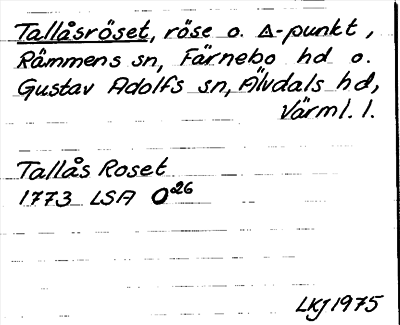 Tallåsröset, röse o. Δ-punkt,
Råmmens sn, Färnebo hd o.
Gustav Adolfs sn, Älvdals hd,
Värml. l.
Tallås Roset
1773 LSA O²⁶
LKJ 1975